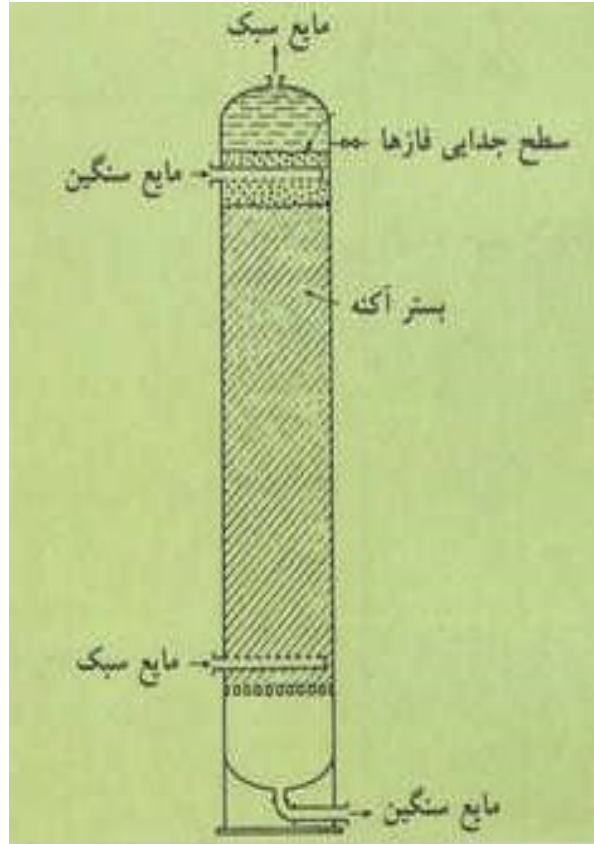 مایع سبک
سطح جدایی فازها
مایع سنگین
بستر آکنه
مایع سبک
مایع سنگین